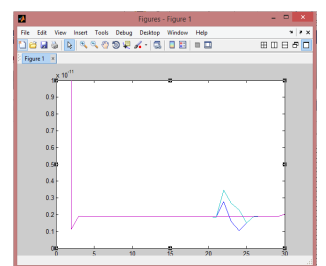 Figures - Figure 1
File Edit View Insert Tools Debug Desktop Window Help
Figure 1 ×
x 10
0.9
0.8
0.7
0.6
0.5
0.4
0.3
0.2
0.1
0
0 5 10 15 20 25 30